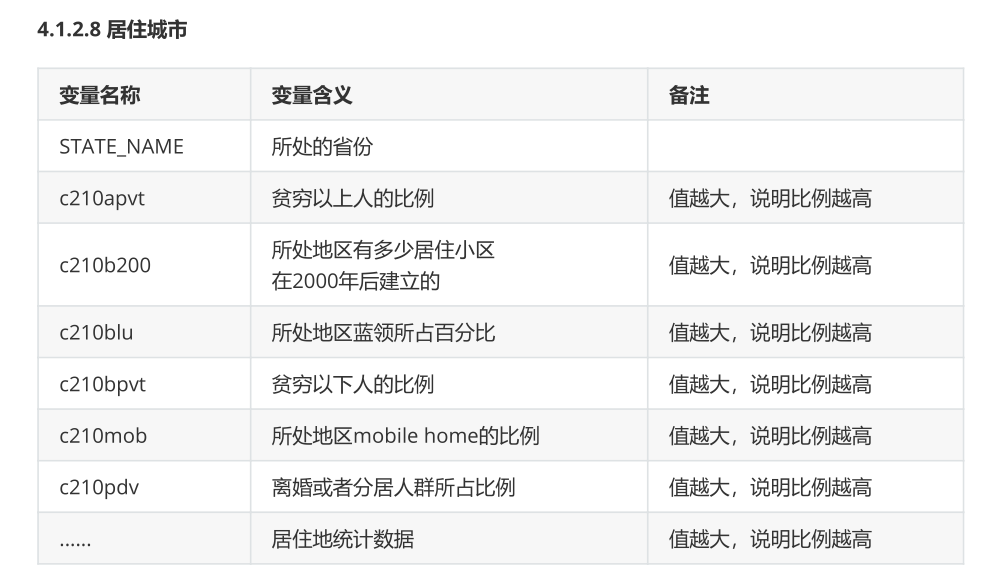 4.1.2.8 居住城市
变量名称 变量含义 备注
STATE_NAME 所处的省份
c210apvt 贫穷以上人的比例 值越大，说明比例越高
c210b200 所处地区有多少居住小区
在2000年后建立的 值越大，说明比例越高
c210blu 所处地区蓝领所占百分比 值越大，说明比例越高
c210bpvt 贫穷以下人的比例 值越大，说明比例越高
c210mob 所处地区mobile home的比例 值越大，说明比例越高
c210pdv 离婚或者分居人群所占比例 值越大，说明比例越高
...... 居住地统计数据 值越大，说明比例越高